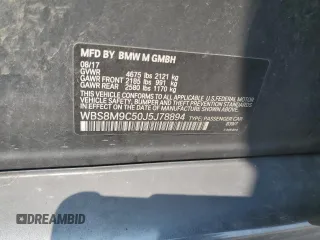 MFD BY BMW M GMBH
08/17
GVWR 4675 lbs 2121 kg
GAWR FRONT 2185 lbs 991 kg
GAWR REAR 2580 lbs 1170 kg
THIS VEHICLE CONFORMS TO ALL APPLICABLE U.S. FEDERAL MOTOR
VEHICLE SAFETY, BUMPER, AND THEFT PREVENTION STANDARDS
IN EFFECT ON THE DATE OF MANUFACTURE SHOWN ABOVE.
WBS8M9C50J5J78894 TYPE: PASSENGER CAR
© DREAMBID